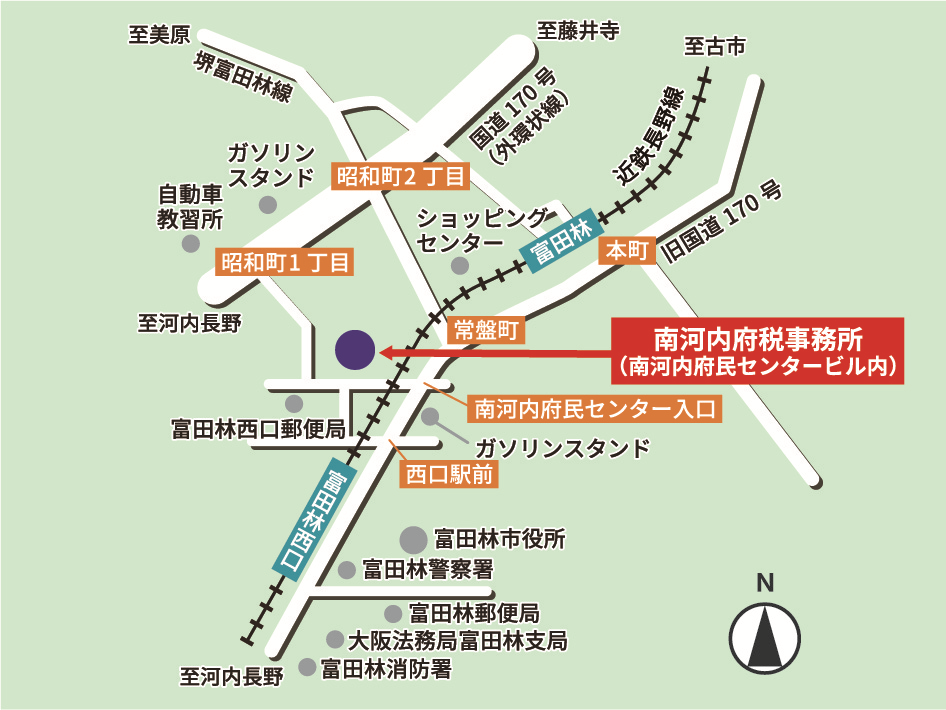 至美原
至藤井寺
至古市
堺富田林線
国道170号
(外環状線)
近鉄長野線
ガソリン
スタンド
昭和町2丁目
自動車
教習所
ショッピング
センター
富田林
本町
旧国道170号
昭和町1丁目
至河内長野
常盤町
南河内府税事務所
(南河内府民センタービル内)
南河内府民センター入口
富田林西口郵便局
ガソリンスタンド
西口駅前
富田林西口
富田林市役所
富田林警察署
N
富田林郵便局
大阪法務局富田林支局
富田林消防署
至河内長野